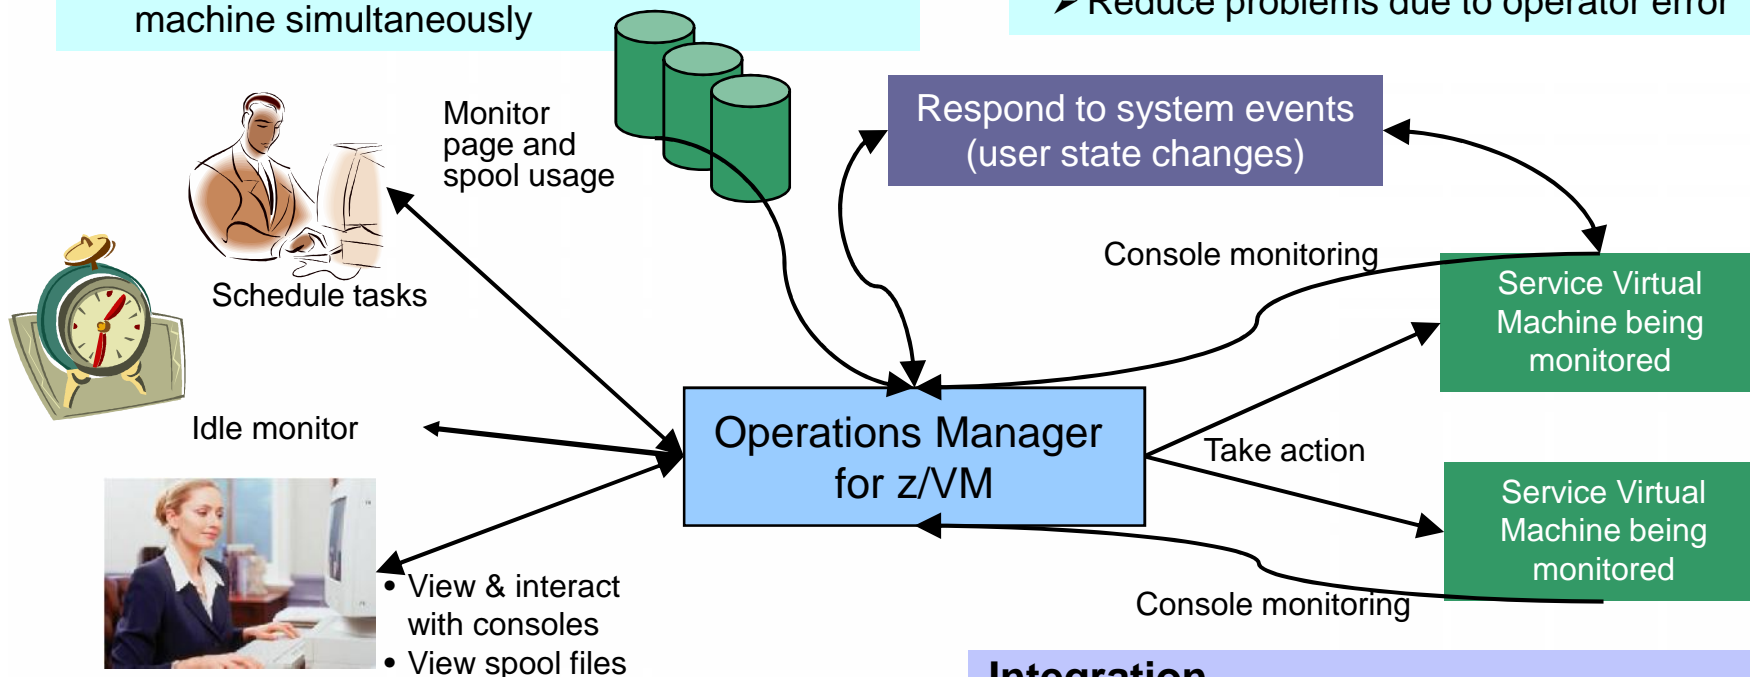 machine simultaneously
➢Reduce problems due to operator error
Monitor
page and
spool usage
Respond to system events
(user state changes)
Console monitoring
Schedule tasks
Service Virtual
Machine being
monitored
Idle monitor
Operations Manager
for z/VM
Take action
Service Virtual
Machine being
monitored
• View & interact
with consoles
• View spool files
Console monitoring
Integration